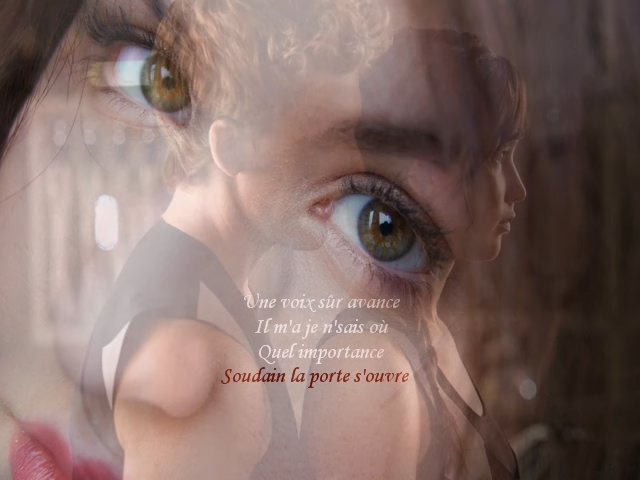 Une voix sûr avance
Il m'a je n'sais où
Quel importance
Soudain la porte s'ouvre